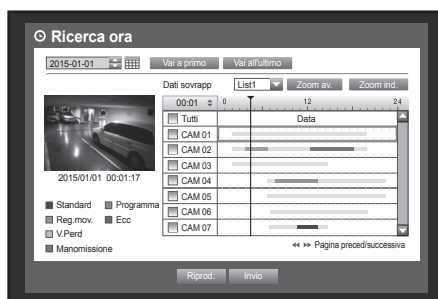 Ricerca ora
2015-01-01 Vai a primo Vai all'ultimo
Dati sovrapp List1 Zoom av. Zoom ind.
00:01 0 12 24
Tutti Data
CAM 01
CAM 02
CAM 03
CAM 04
CAM 05
CAM 06
CAM 07
2015/01/01 00:01:17
Standard Programma
Reg.mov. Ecc
V.Perd
Manomissione
Pagina preced/successiva
Riprod. Invio